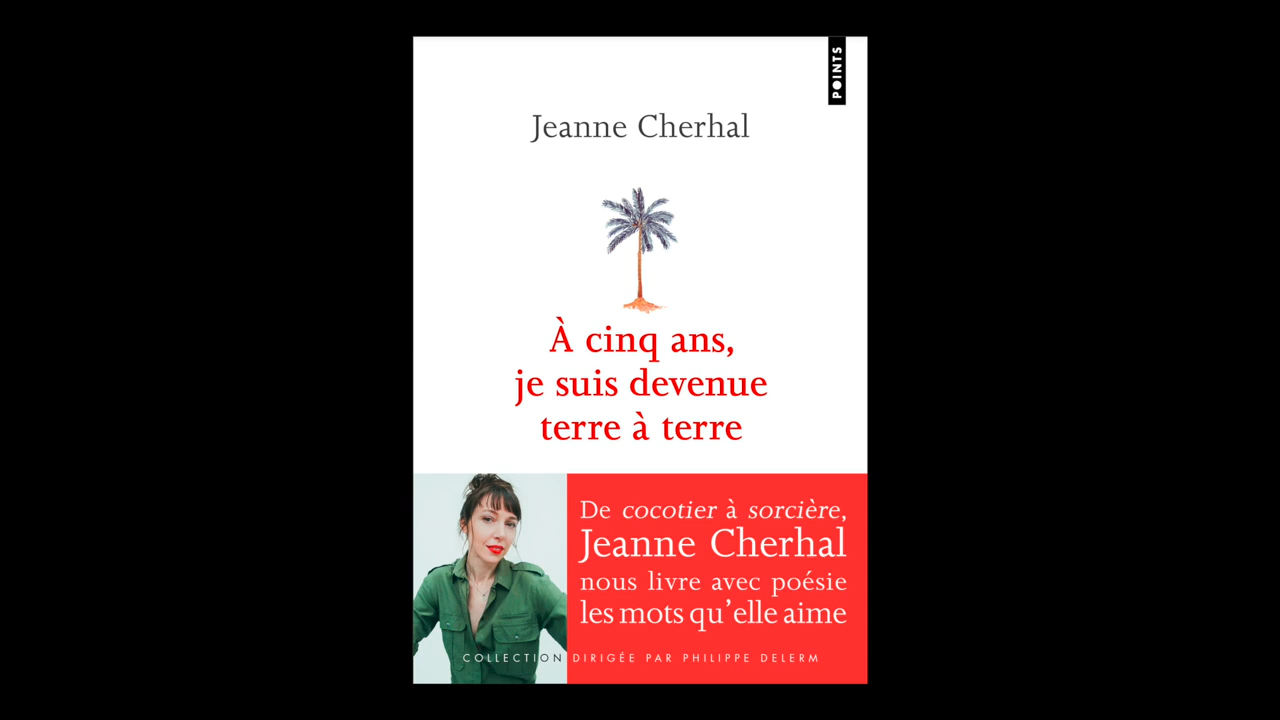 POINTS
Jeanne Cherhal
À cinq ans,
je suis devenue
terre à terre
De cocotier à sorcière,
Jeanne Cherhal
nous livre avec poésie
les mots qu’elle aime
COLLECTION DIRIGÉE PAR PHILIPPE DELERM